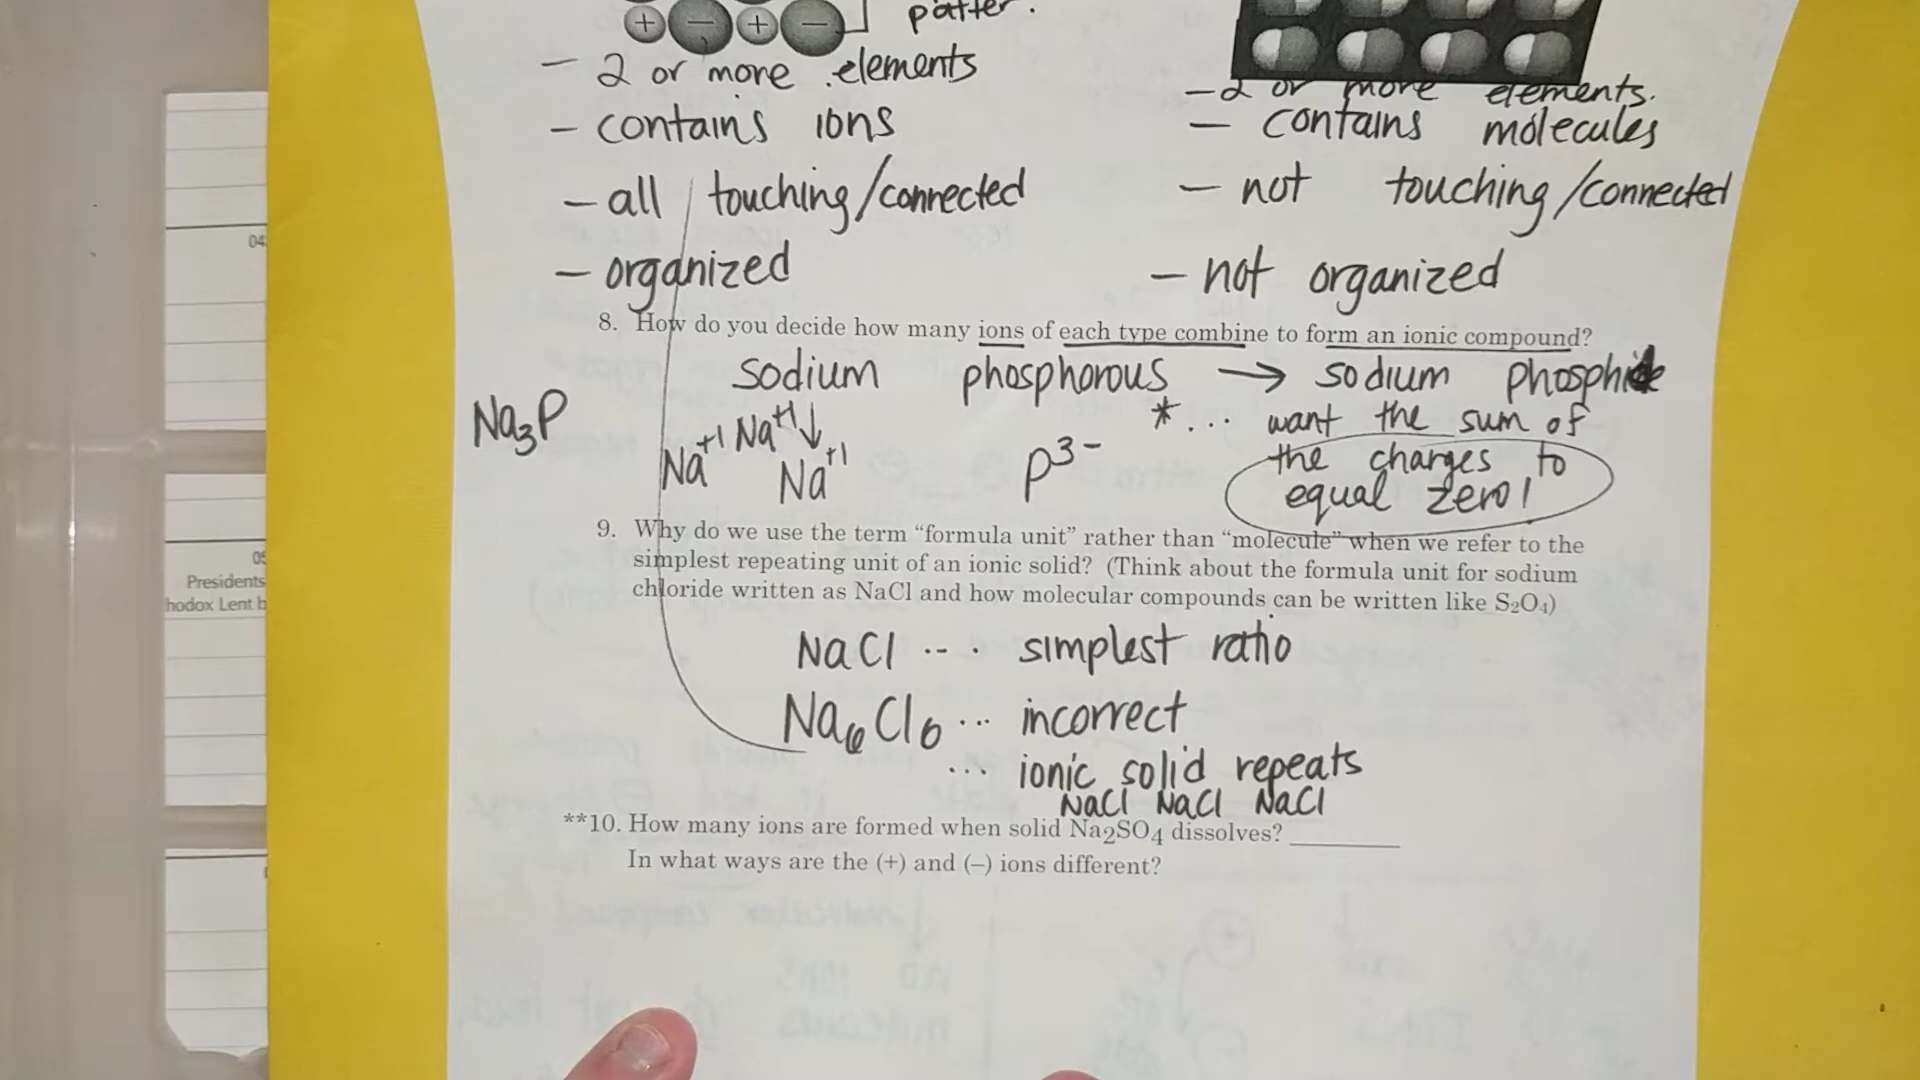 + − + − patter.
- 2 or more elements
- contains ions
- all touching/connected
- organized
-2 or more elements.
- contains molecules
- not touching/connected
- not organized
8. How do you decide how many ions of each type combine to form an ionic compound?
sodium phosphorous → sodium phosphide
Na₃P
Na⁺¹ Na⁺¹ ↓ Na⁺¹ P³⁻
* ... want the sum of
the charges to
equal zero!
9. Why do we use the term “formula unit” rather than “molecule” when we refer to the
simplest repeating unit of an ionic solid? (Think about the formula unit for sodium
chloride written as NaCl and how molecular compounds can be written like S₂O₄)
NaCl ... simplest ratio
Na₆Cl₆ ... incorrect
... ionic solid repeats
NaCl NaCl NaCl
**10. How many ions are formed when solid Na₂SO₄ dissolves? ________
In what ways are the (+) and (–) ions different?
04
05
Presidents
hodox Lent b